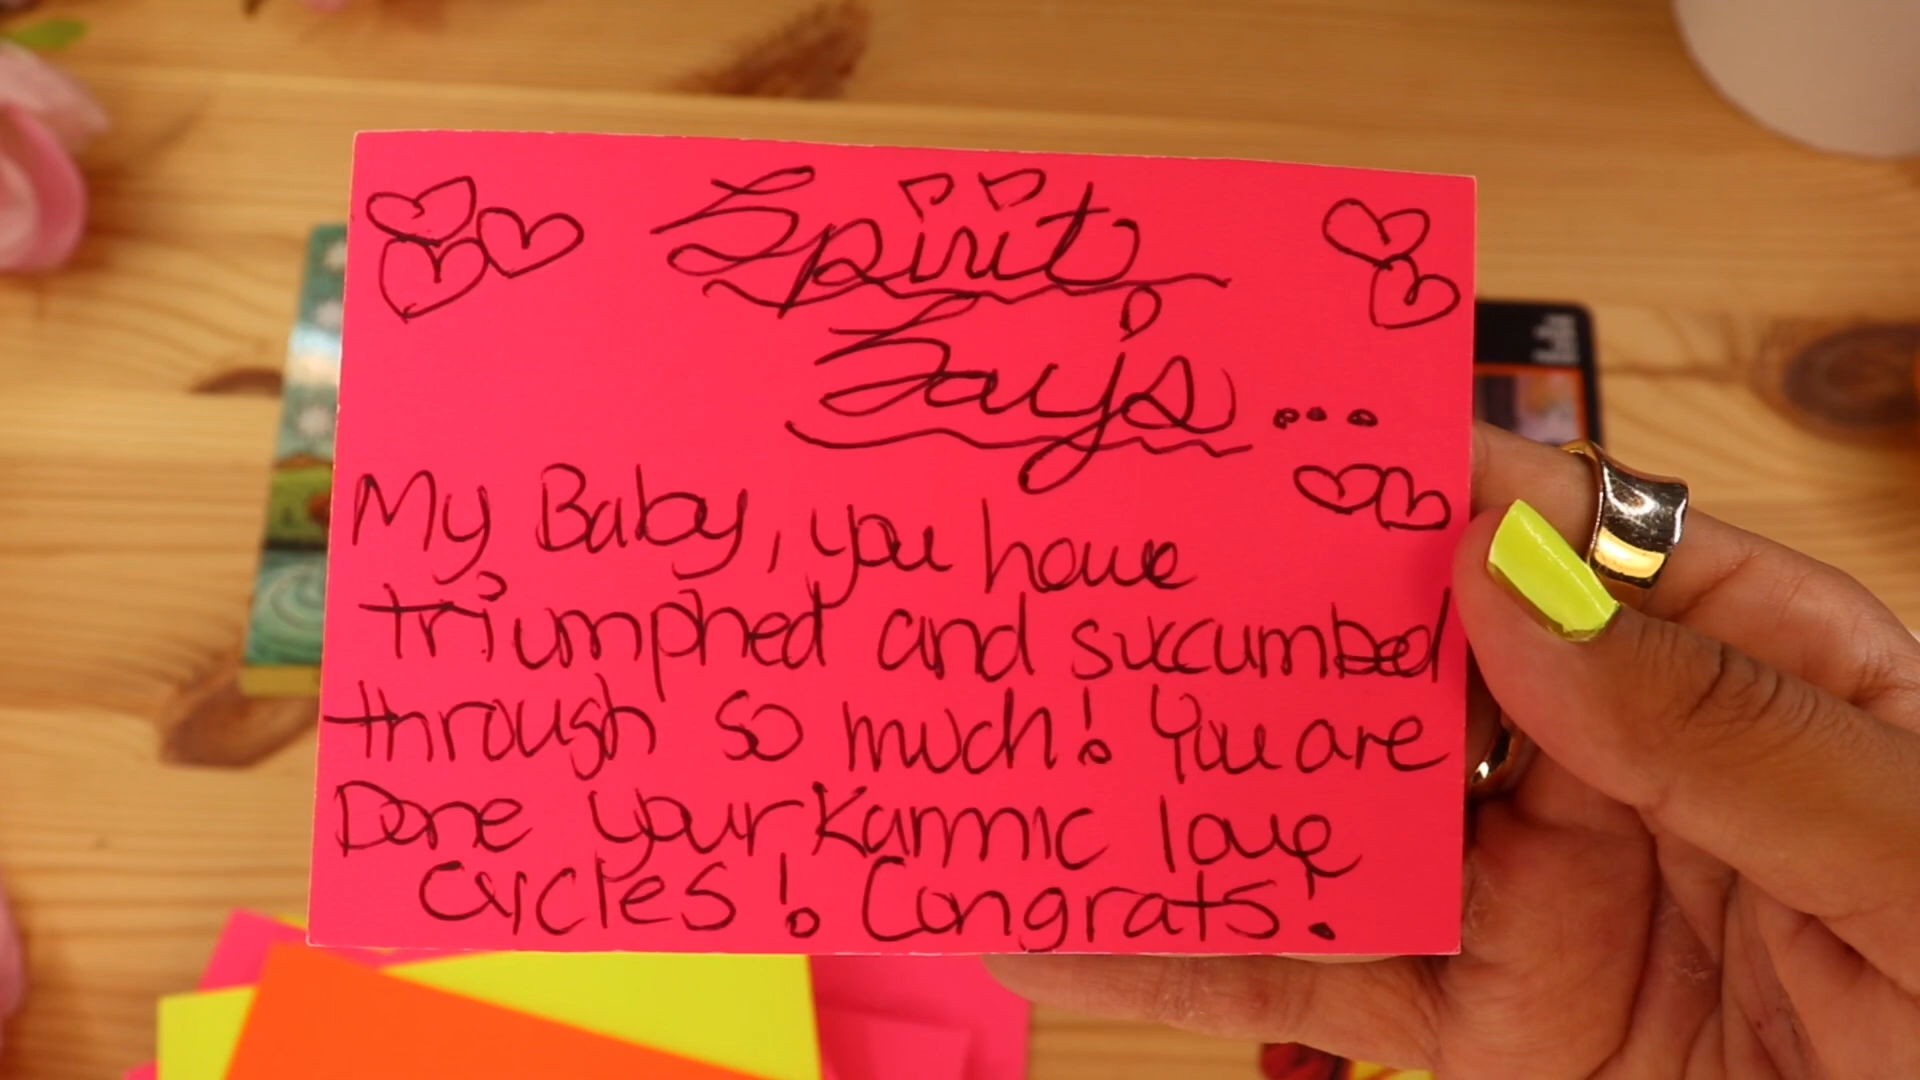 Spirit
Says...
My Baby, you have
triumphed and succumbed
through so much! You are
Done your Karmic love
cycles! Congrats!